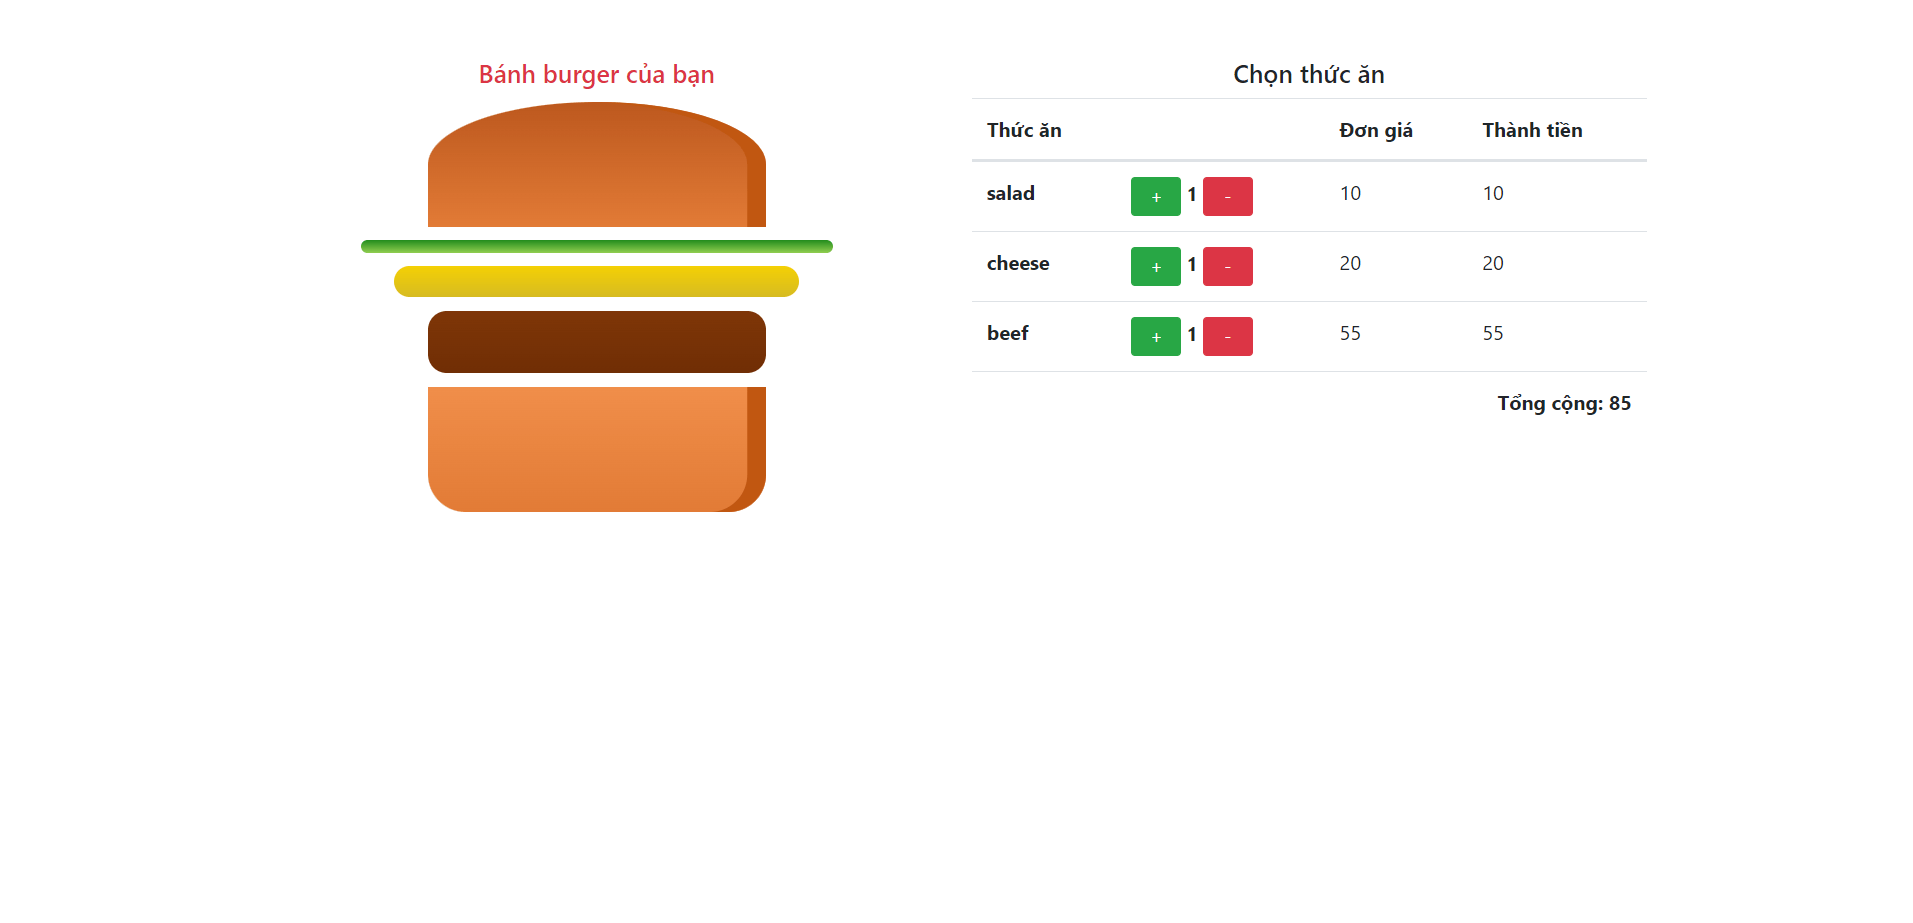 Bánh burger của bạn
Chọn thức ăn
Thức ăn Đơn giá Thành tiền
salad + 1 - 10 10
cheese + 1 - 20 20
beef + 1 - 55 55
Tổng cộng: 85